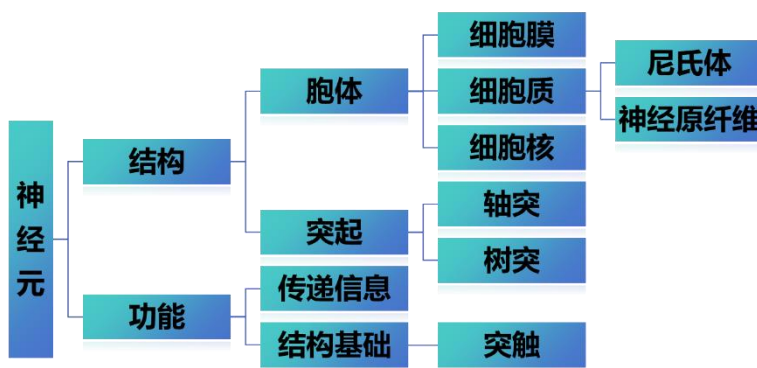 神经元
结构
胞体
细胞膜
细胞质
尼氏体
神经原纤维
细胞核
突起
轴突
树突
功能
传递信息
结构基础
突触